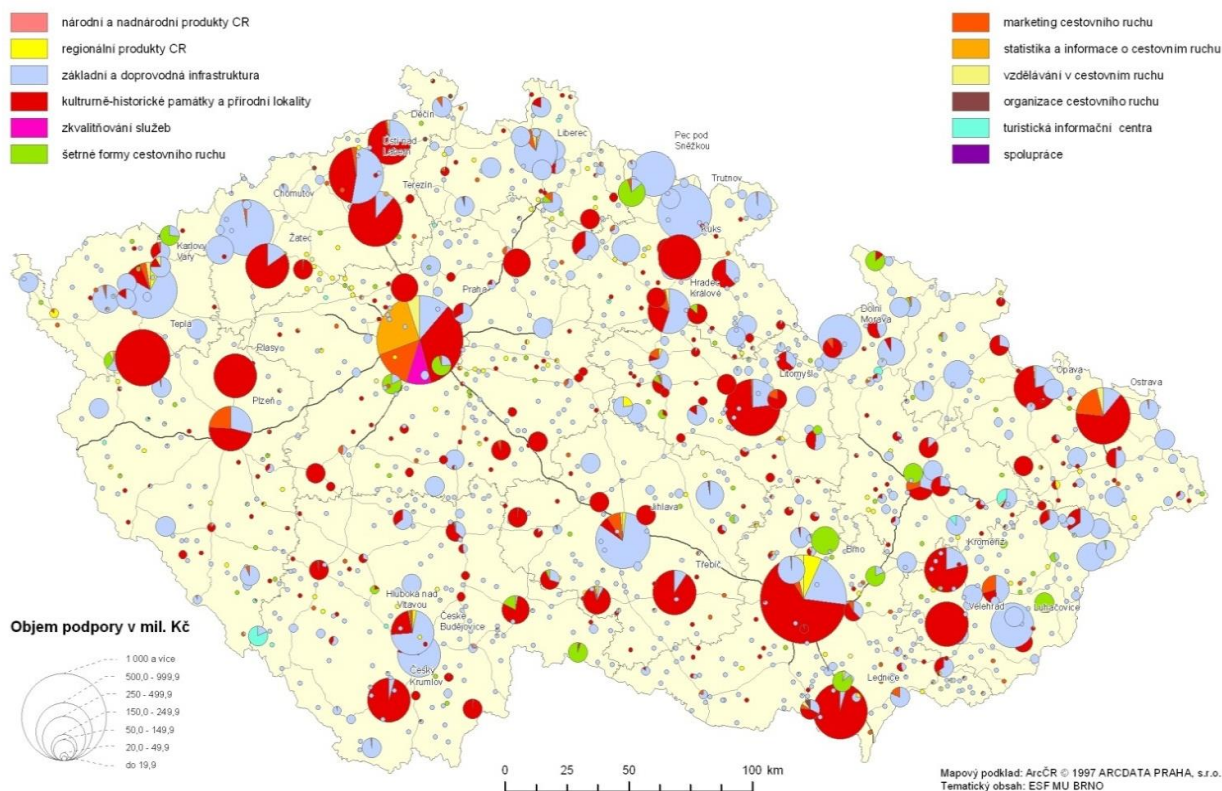 národní a nadnárodní produkty CR
regionální produkty CR
základní a doprovodná infrastruktura
kulturně-historické památky a přírodní lokality
zkvalitňování služeb
šetrné formy cestovního ruchu
marketing cestovního ruchu
statistika a informace o cestovním ruchu
vzdělávání v cestovním ruchu
organizace cestovního ruchu
turistická informační centra
spolupráce
Děčín
Ústí nad
Labem
Liberec
Pec pod
Sněžkou
Trutnov
Chomutov
Terezín
Žatec
Kuks
Karlovy
Vary
Praha
Hradec
Králové
Dolní
Morava
Teplá
Plasy
Litomyšl
Opava
Ostrava
Plzeň
Jihlava
Kroměříž
Brno
Třebíč
Hluboká nad
Vltavou
České
Budějovice
Velehrad
Luhačovice
Český
Krumlov
Lednice
Objem podpory v mil. Kč
1 000 a více
500,0 - 999,9
250 - 499,9
150,0 - 249,9
50,0 - 149,9
20,0 - 49,9
do 19,9
0 25 50 100 km
Mapový podklad: ArcČR © 1997 ARCDATA PRAHA, s.r.o.
Tematický obsah: ESF MU BRNO